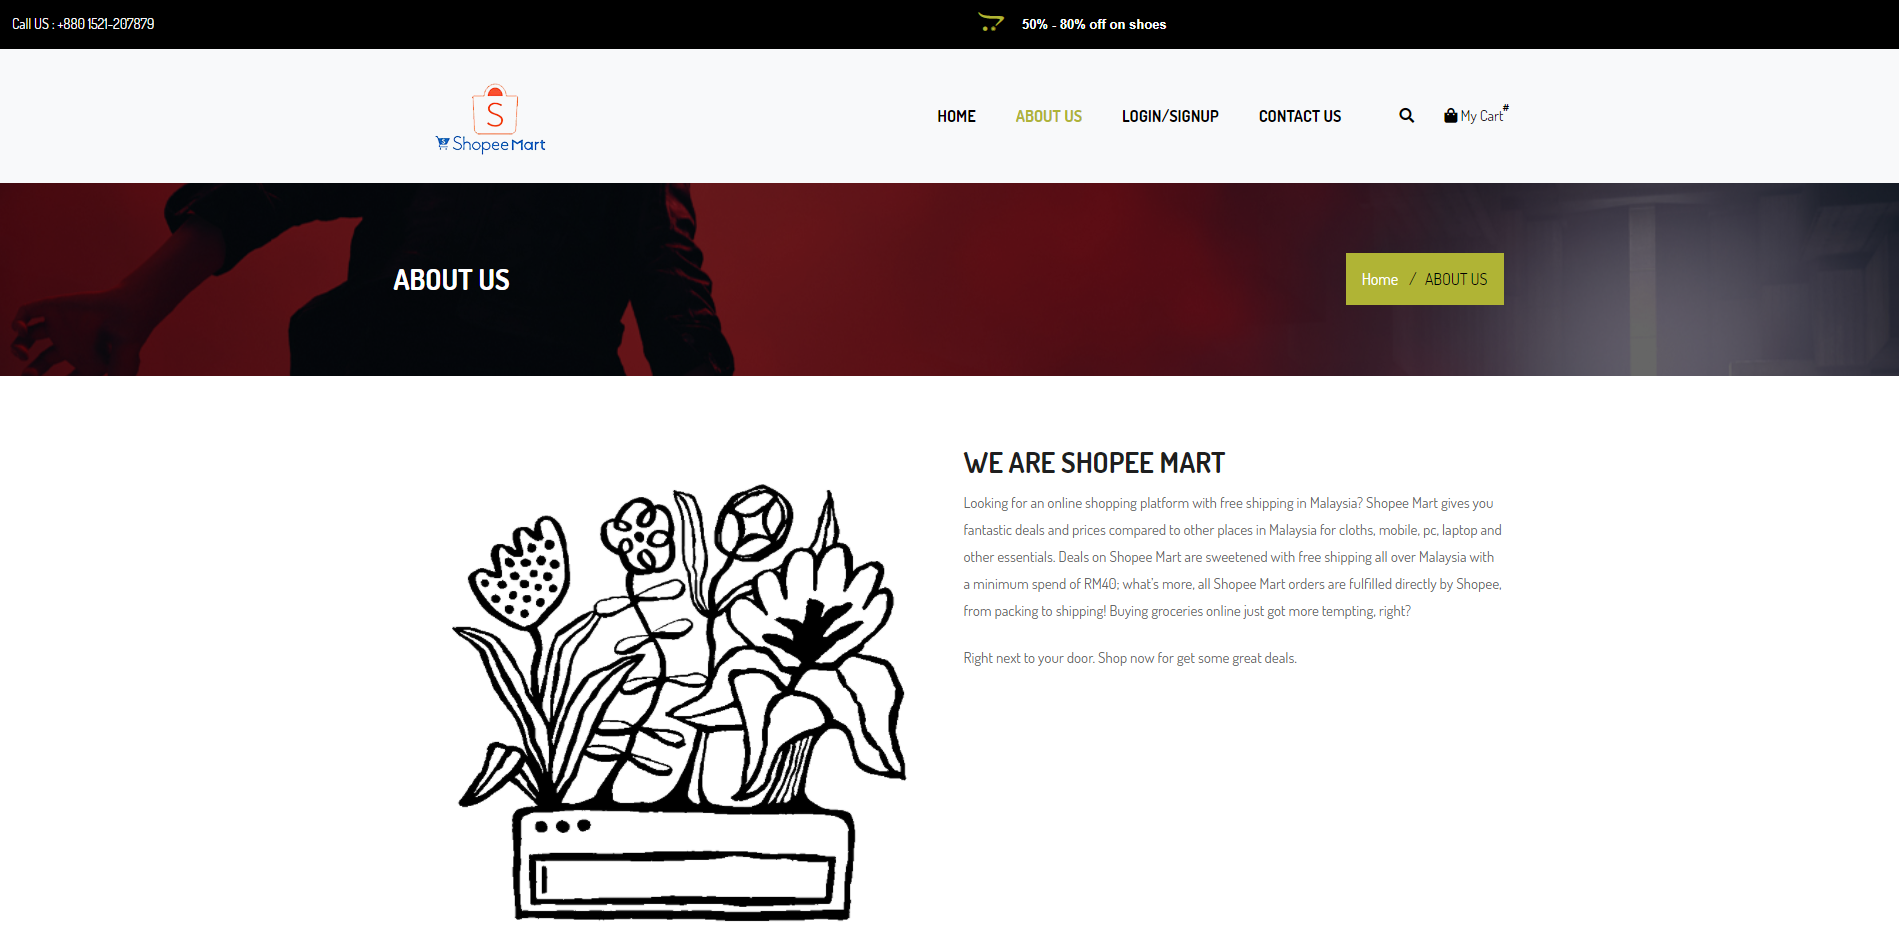 Call US : +880 1521-207879
50% - 80% off on shoes
S
Shopee Mart
HOME
ABOUT US
LOGIN/SIGNUP
CONTACT US
My Cart#
ABOUT US
Home / ABOUT US
WE ARE SHOPEE MART
Looking for an online shopping platform with free shipping in Malaysia? Shopee Mart gives you
fantastic deals and prices compared to other places in Malaysia for cloths, mobile, pc, laptop and
other essentials. Deals on Shopee Mart are sweetened with free shipping all over Malaysia with
a minimum spend of RM40; what's more, all Shopee Mart orders are fulfilled directly by Shopee,
from packing to shipping! Buying groceries online just got more tempting, right?
Right next to your door. Shop now for get some great deals.